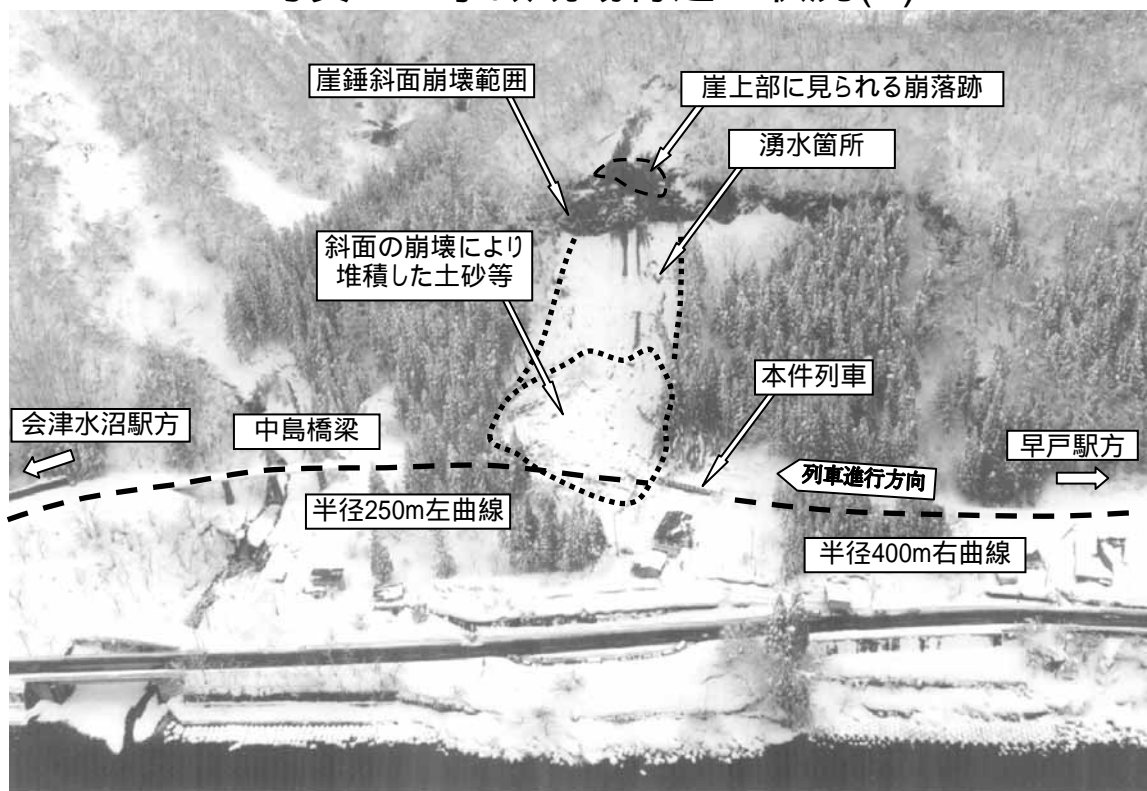 崖錐斜面崩壊範囲
崖上部に見られる崩落跡
湧水箇所
斜面の崩壊により
堆積した土砂等
本件列車
会津水沼駅方
中島橋梁
列車進行方向
早戸駅方
半径250m左曲線
半径400m右曲線